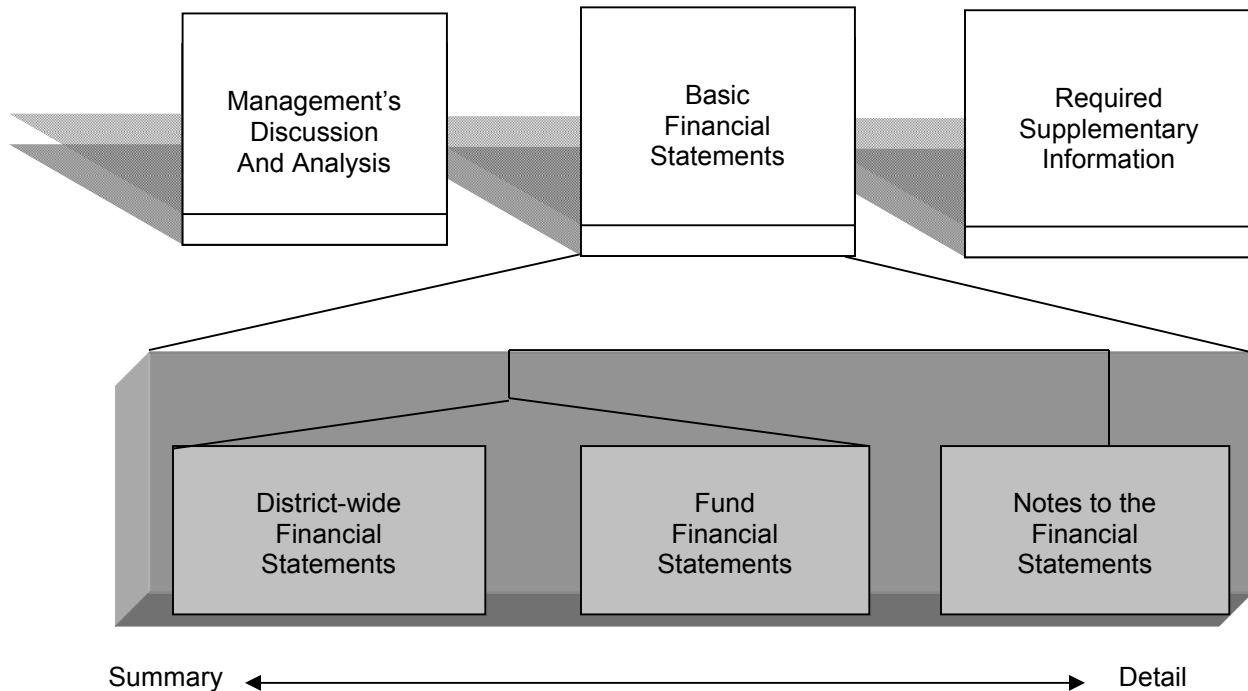 Management’s
Discussion
And Analysis
Basic
Financial
Statements
Required
Supplementary
Information
District-wide
Financial
Statements
Fund
Financial
Statements
Notes to the
Financial
Statements
Summary
Detail